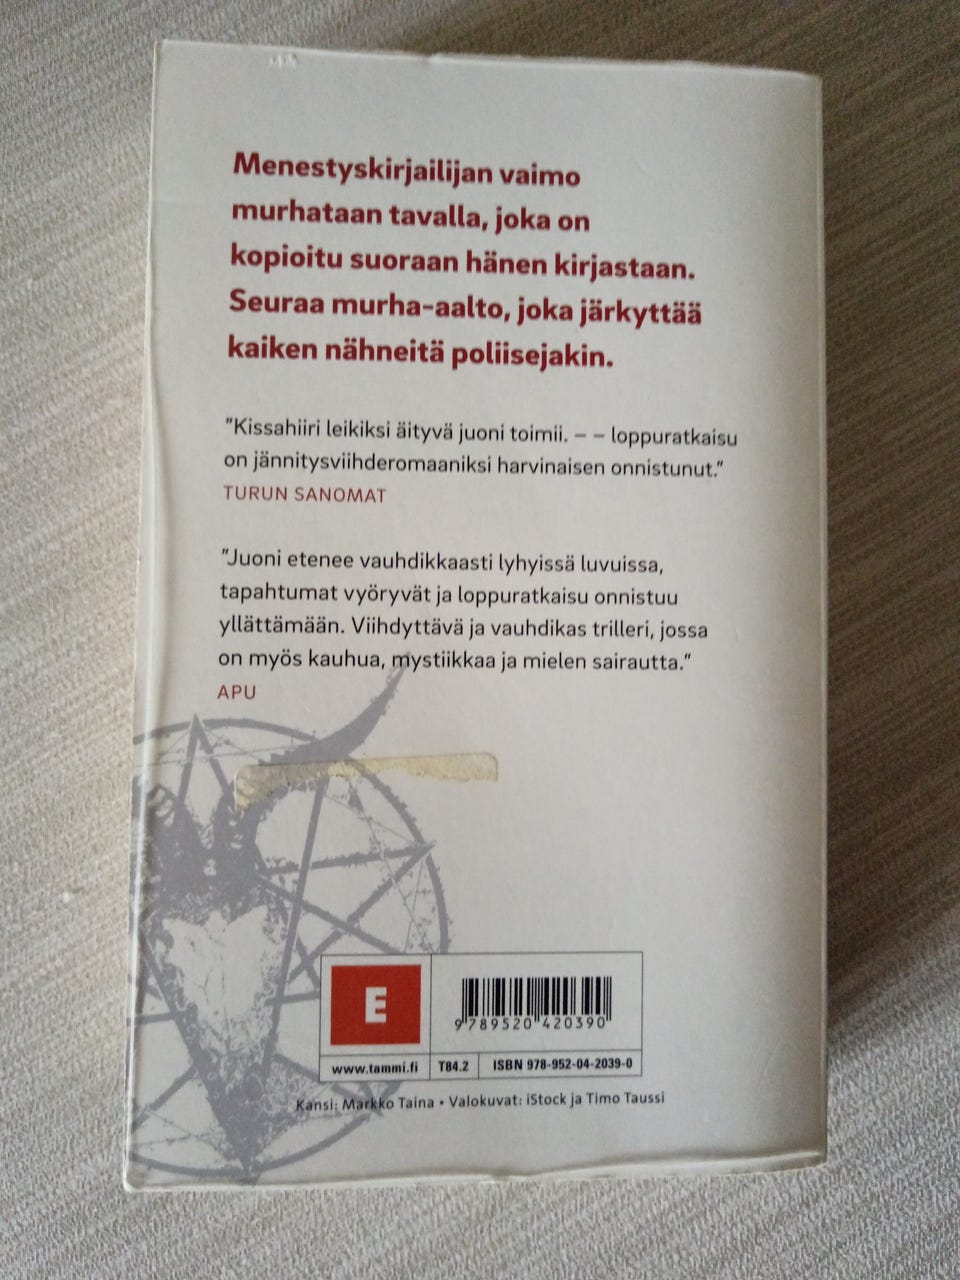 Menestyskirjailijan vaimo
murhataan tavalla, joka on
kopioitu suoraan hänen kirjastaan.
Seuraa murha-aalto, joka järkyttää
kaiken nähneitä poliisejakin.
”Kissahiiri leikiksi äityvä juoni toimii. – – loppuratkaisu
on jännitysviihderomaaniksi harvinaisen onnistunut.”
TURUN SANOMAT
”Juoni etenee vauhdikkaasti lyhyissä luvuissa,
tapahtumat vyöryvät ja loppuratkaisu onnistuu
yllättämään. Viihdyttävä ja vauhdikas trilleri, jossa
on myös kauhua, mystiikkaa ja mielen sairautta.”
APU
E
9 789520 420390
www.tammi.fi T84.2 ISBN 978-952-04-2039-0
Kansi: Markko Taina • Valokuvat: iStock ja Timo Taussi